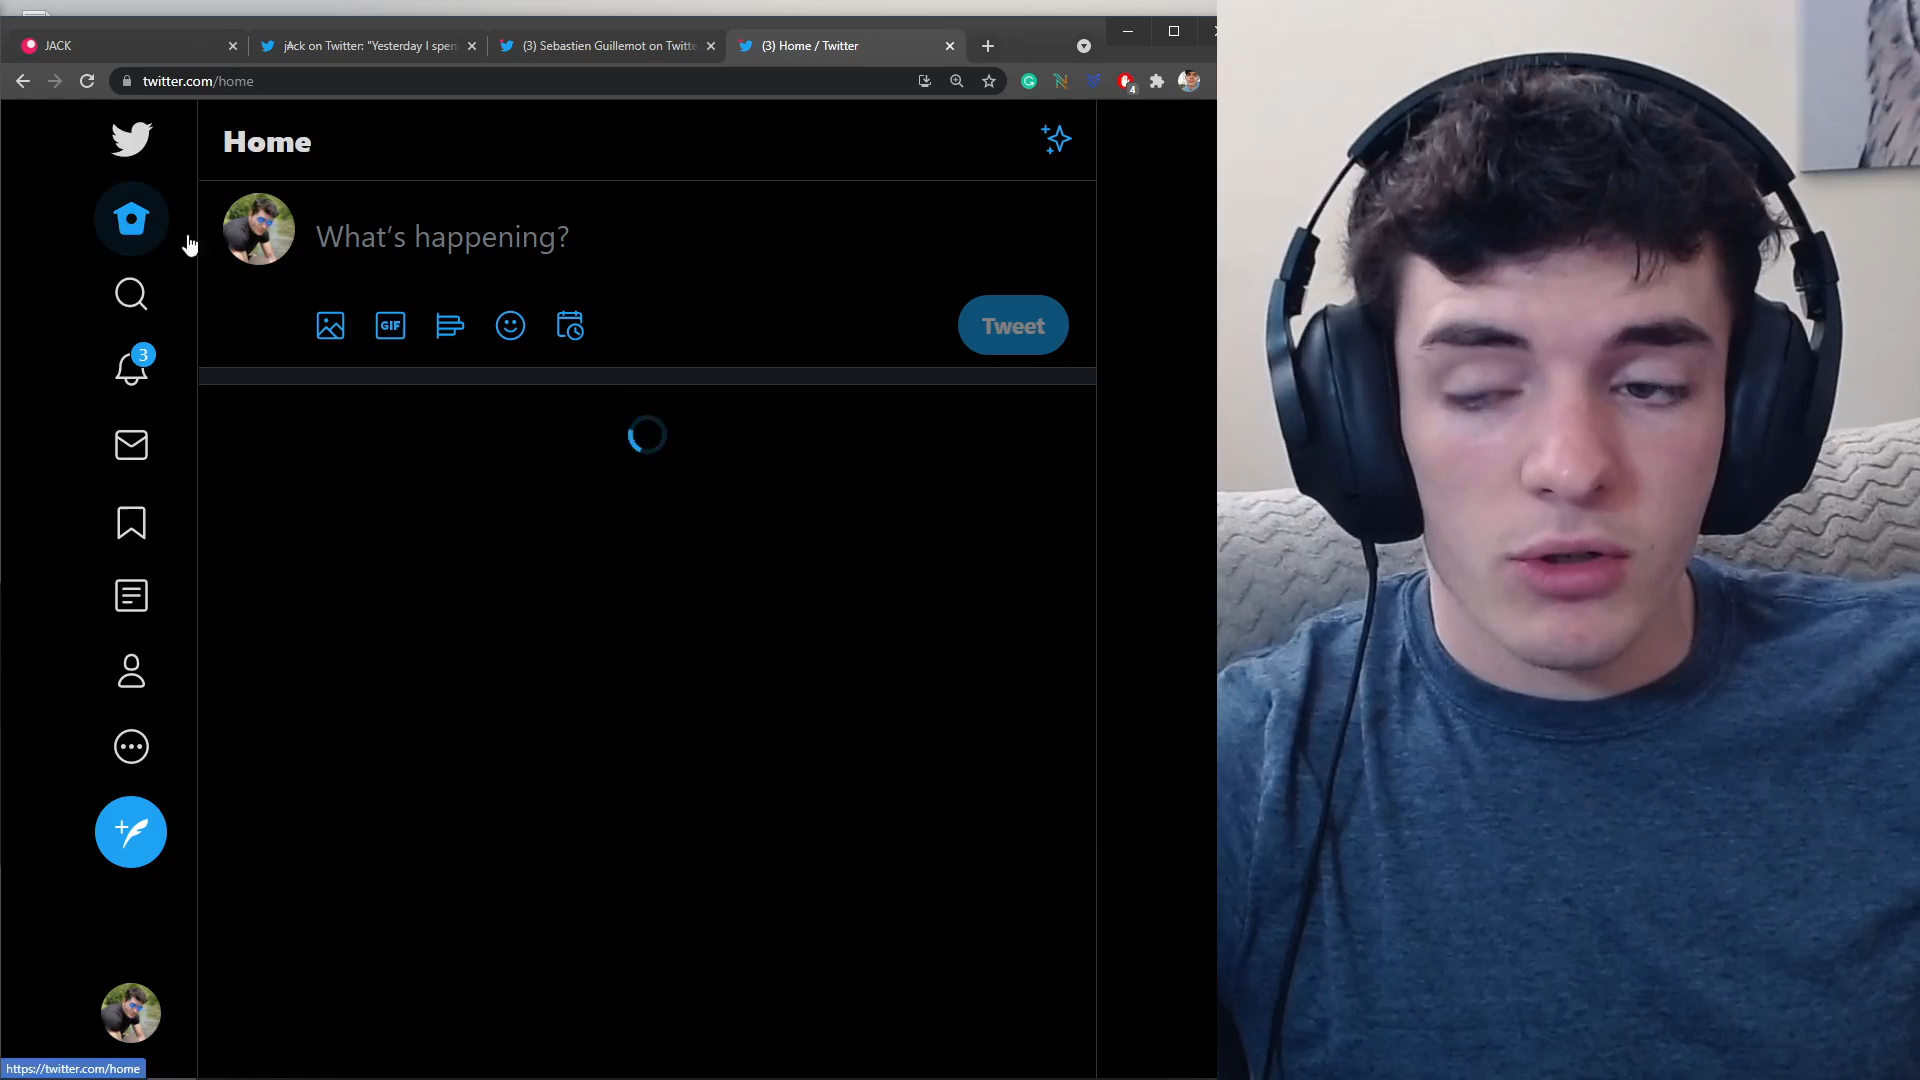 JACK
jack on Twitter: "Yesterday I spen
(3) Sebastien Guillemot on Twitte
(3) Home / Twitter
twitter.com/home
4
Home
What's happening?
GIF
Tweet
3
https://twitter.com/home